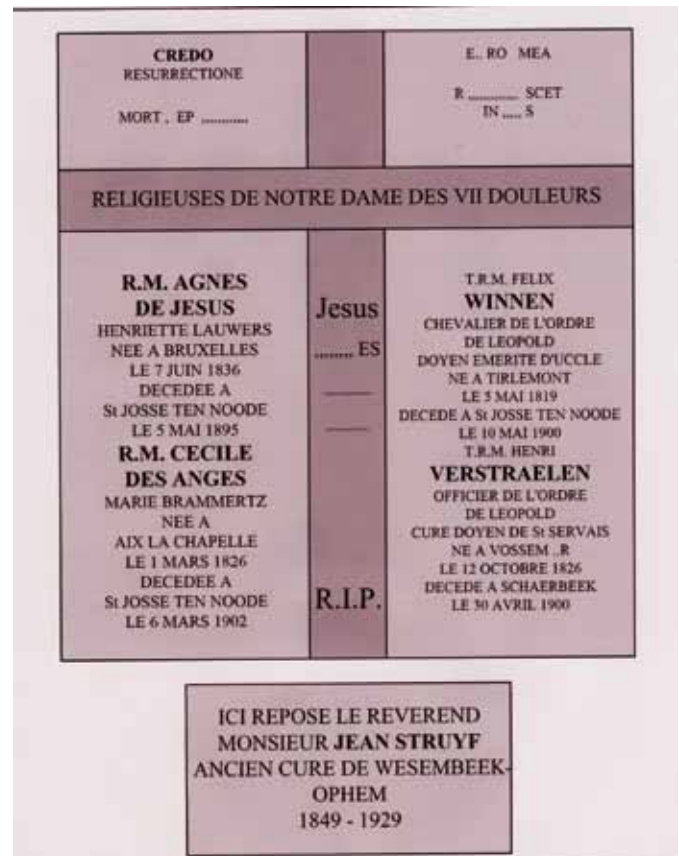 CREDO
RESURRECTIONE
MORT . EP ............
E.. RO MEA
R ............ SCET
IN ..... S
RELIGIEUSES DE NOTRE DAME DES VII DOULEURS
R.M. AGNES
DE JESUS
HENRIETTE LAUWERS
NEE A BRUXELLES
LE 7 JUIN 1836
DECEDEE A
St JOSSE TEN NOODE
LE 5 MAI 1895
R.M. CECILE
DES ANGES
MARIE BRAMMERTZ
NEE A
AIX LA CHAPELLE
LE 1 MARS 1826
DECEDEE A
St JOSSE TEN NOODE
LE 6 MARS 1902
Jesus
........ ES
R.I.P.
T.R.M. FELIX
WINNEN
CHEVALIER DE L'ORDRE
DE LEOPOLD
DOYEN EMERITE D'UCCLE
NE A TIRLEMONT
LE 5 MAI 1819
DECEDE A St JOSSE TEN NOODE
LE 10 MAI 1900
T.R.M. HENRI
VERSTRAELEN
OFFICIER DE L'ORDRE
DE LEOPOLD
CURE DOYEN DE St SERVAIS
NE A VOSSEM ..R
LE 12 OCTOBRE 1826
DECEDE A SCHAERBEEK
LE 30 AVRIL 1900
ICI REPOSE LE REVEREND
MONSIEUR JEAN STRUYF
ANCIEN CURE DE WESEMBEEK-
OPHEM
1849 - 1929